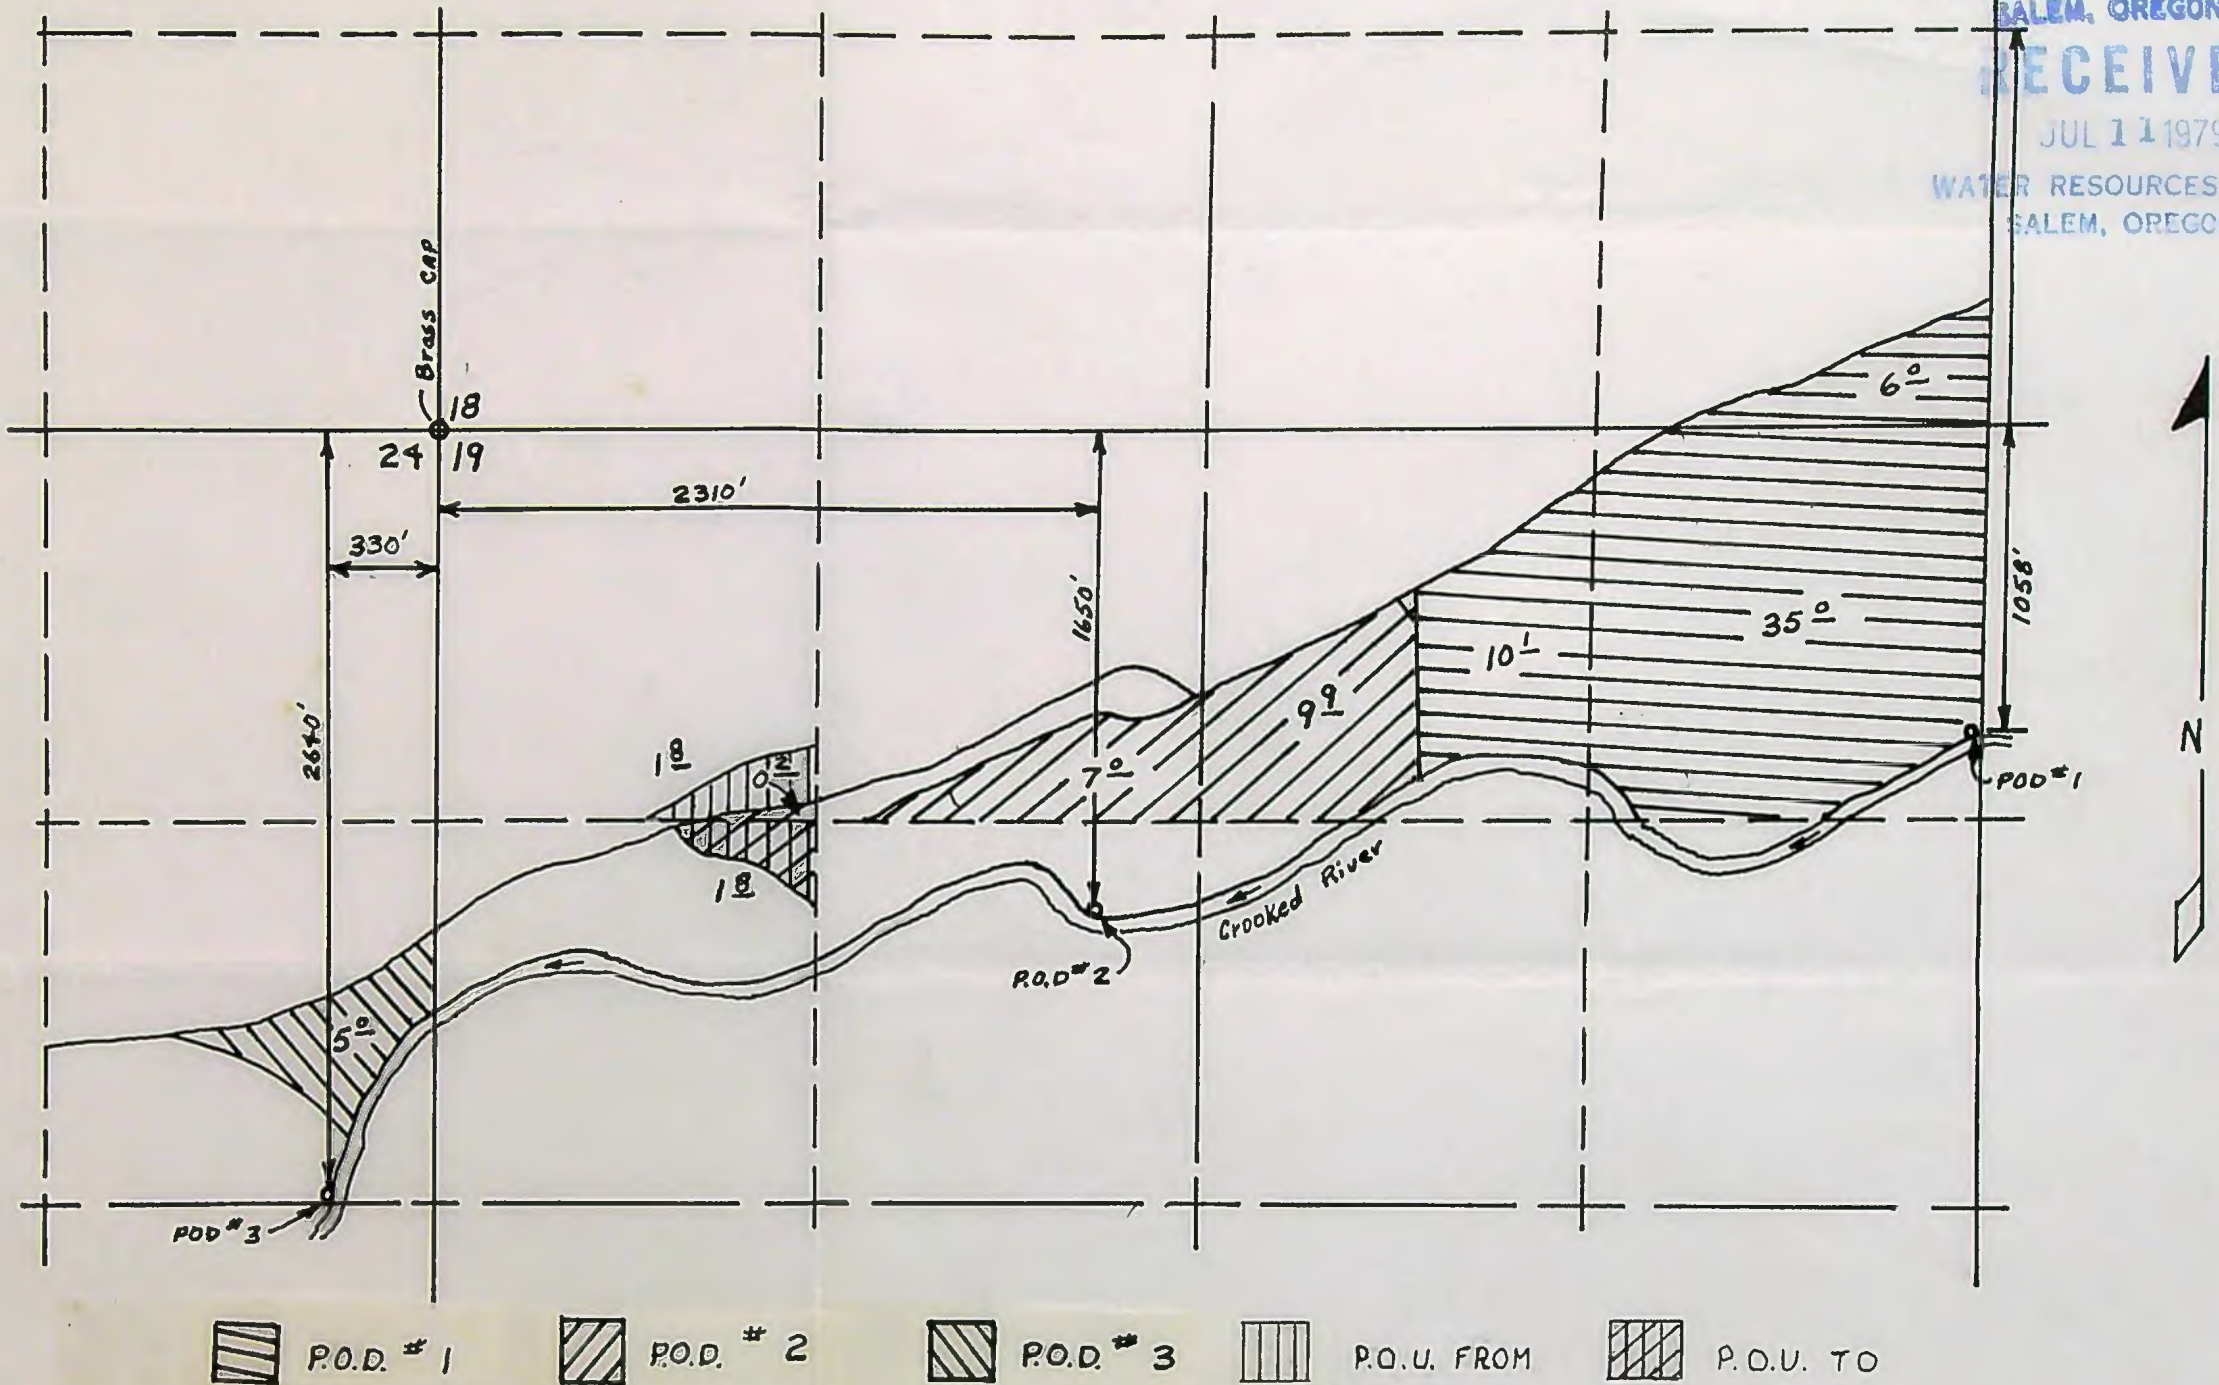 SALEM, OREGON
RECEIVE
JUL 11 1979
WATER RESOURCES
SALEM, OREGO
Brass CAP
18
24 19
2310'
330'
2640'
1650'
1058'
6 0
35 0
10 1
9 9
7 0
1 8
0 2
1 8
5 0
Crooked River
POD #1
P.O.D #2
POD #3
N
P.O.D. # 1
P.O.D. # 2
P.O.D. # 3
P.O.U. FROM
P.O.U. TO